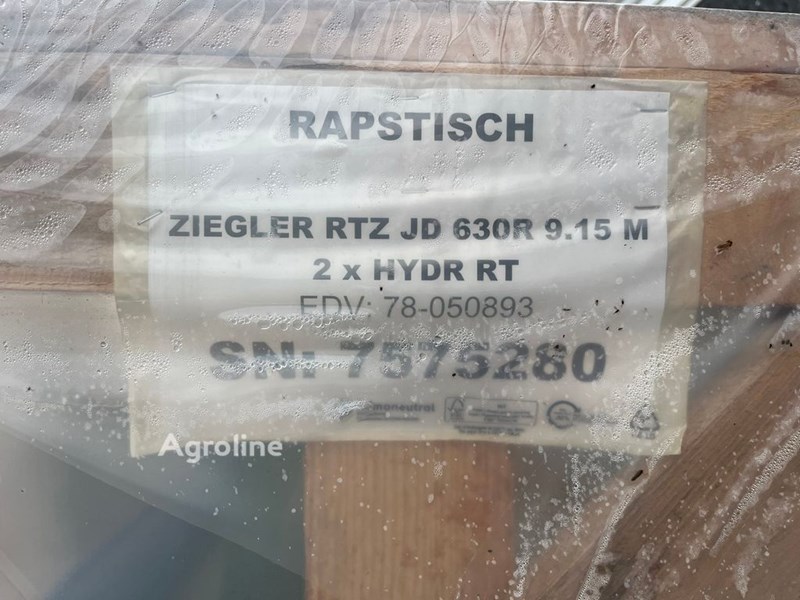 RAPSTISCH
ZIEGLER RTZ JD 630R 9.15 M
2 x HYDR RT
EDV: 78-050893
SN: 7575280
Agroline